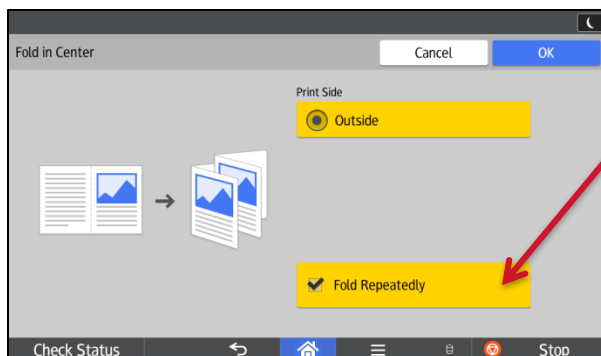 Fold in Center
Cancel
OK
Print Side
Outside
Fold Repeatedly
Check Status
Stop